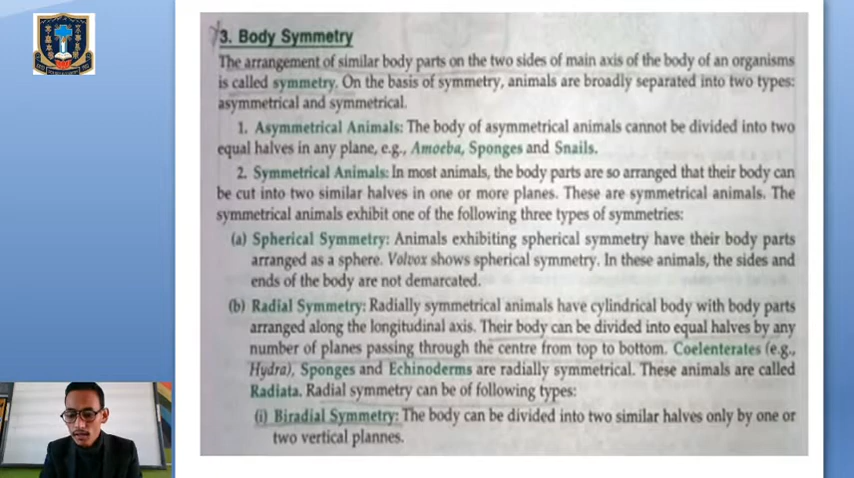 3. Body Symmetry
The arrangement of similar body parts on the two sides of main axis of the body of an organisms
is called symmetry. On the basis of symmetry, animals are broadly separated into two types:
asymmetrical and symmetrical.
1. Asymmetrical Animals: The body of asymmetrical animals cannot be divided into two
equal halves in any plane, e.g., Amoeba, Sponges and Snails.
2. Symmetrical Animals: In most animals, the body parts are so arranged that their body can
be cut into two similar halves in one or more planes. These are symmetrical animals. The
symmetrical animals exhibit one of the following three types of symmetries:
(a) Spherical Symmetry: Animals exhibiting spherical symmetry have their body parts
arranged as a sphere. Volvox shows spherical symmetry. In these animals, the sides and
ends of the body are not demarcated.
(b) Radial Symmetry: Radially symmetrical animals have cylindrical body with body parts
arranged along the longitudinal axis. Their body can be divided into equal halves by any
number of planes passing through the centre from top to bottom. Coelenterates (e.g.,
Hydra), Sponges and Echinoderms are radially symmetrical. These animals are called
Radiata. Radial symmetry can be of following types:
(i) Biradial Symmetry: The body can be divided into two similar halves only by one or
two vertical plannes.